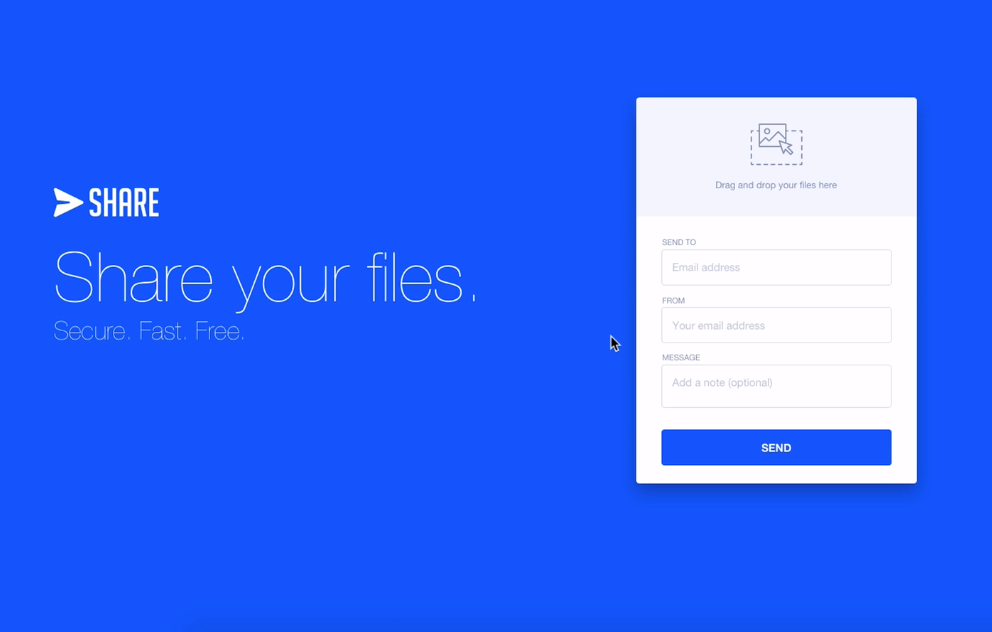 SHARE
Share your files.
Secure. Fast. Free.
Drag and drop your files here
SEND TO
Email address
FROM
Your email address
MESSAGE
Add a note (optional)
SEND